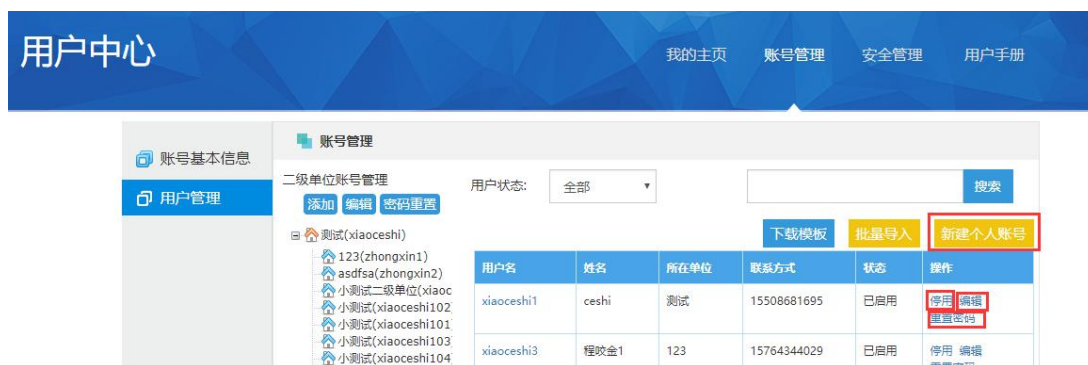 用户中心
我的主页 账号管理 安全管理 用户手册
账号基本信息
用户管理
账号管理
二级单位账号管理
添加 编辑 密码重置
测试(xiaoceshi)
123(zhongxin1)
asdfsa(zhongxin2)
小测试二级单位(xiaoc
小测试(xiaoceshi102
小测试(xiaoceshi101
小测试(xiaoceshi103
小测试(xiaoceshi104
用户状态: 全部 搜索
下载模板 批量导入 新建个人账号
用户名 姓名 所在单位 联系方式 状态 操作
xiaoceshi1 ceshi 测试 15508681695 已启用 停用 编辑
重置密码
xiaoceshi3 程咬金1 123 15764344029 已启用 停用 编辑